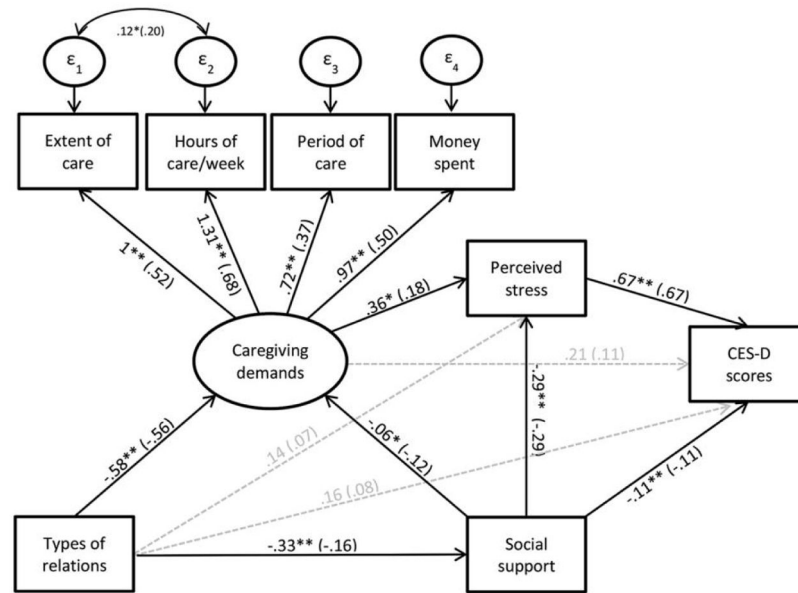 .12*(.20)
ε1
ε2
ε3
ε4
Extent of
care
Hours of
care/week
Period of
care
Money
spent
1** (.52)
1.31** (.68)
.72** (.37)
.97** (.50)
Perceived
stress
.36* (.18)
.67** (.67)
Caregiving
demands
.21 (.11)
CES-D
scores
-.29**
(-.29)
-.58** (-.56)
.14 (.07)
-.06* (-.12)
.16 (.08)
-.11** (-.11)
Types of
relations
-.33** (-.16)
Social
support